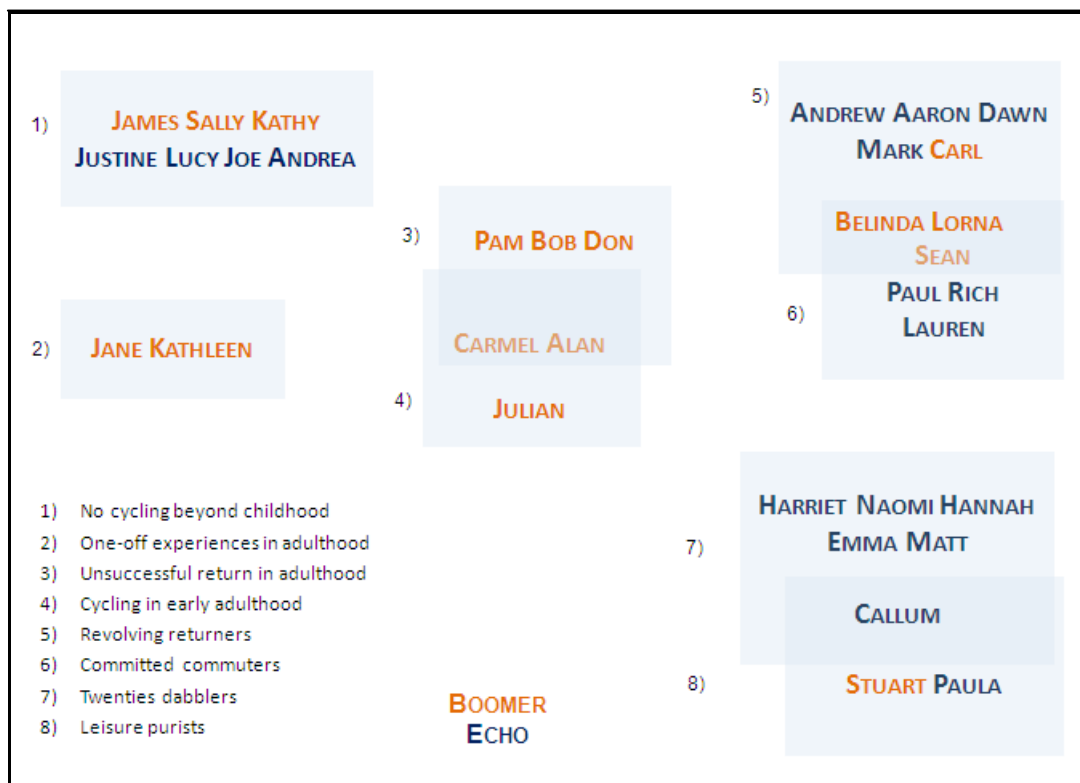 1)
JAMES SALLY KATHY
JUSTINE LUCY JOE ANDREA
2)
JANE KATHLEEN
3)
PAM BOB DON
CARMEL ALAN
4)
JULIAN
5)
ANDREW AARON DAWN
MARK CARL
BELINDA LORNA
SEAN
6)
PAUL RICH
LAUREN
7)
HARRIET NAOMI HANNAH
EMMA MATT
CALLUM
8)
STUART PAULA
1) No cycling beyond childhood
2) One-off experiences in adulthood
3) Unsuccessful return in adulthood
4) Cycling in early adulthood
5) Revolving returners
6) Committed commuters
7) Twenties dabblers
8) Leisure purists
BOOMER
ECHO